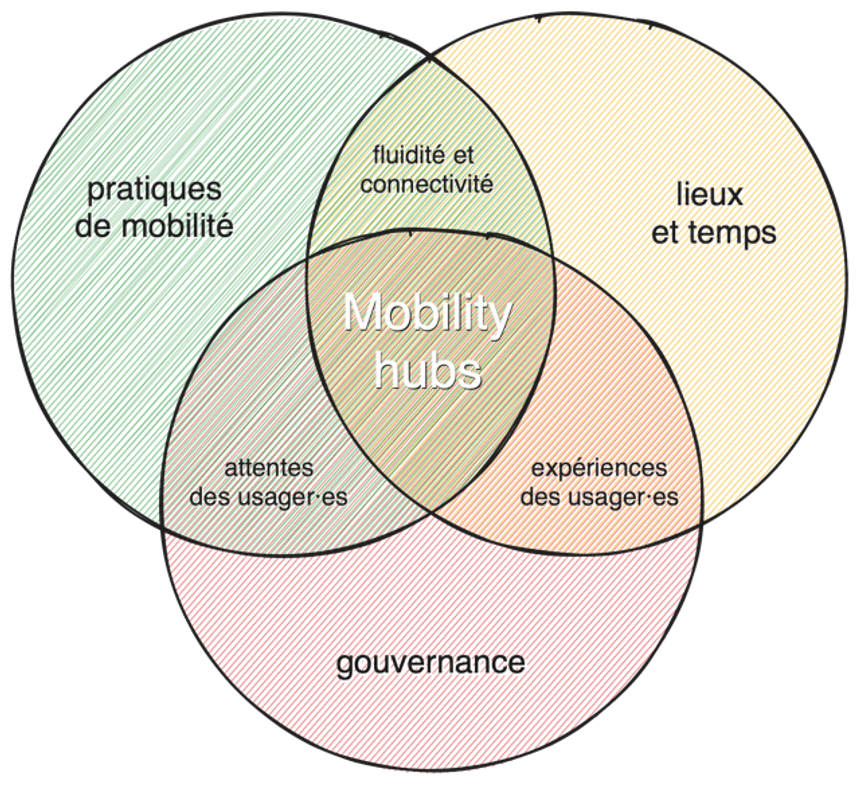 fluidité et
connectivité
pratiques
de mobilité
lieux
et temps
Mobility
hubs
attentes
des usager·es
expériences
des usager·es
gouvernance